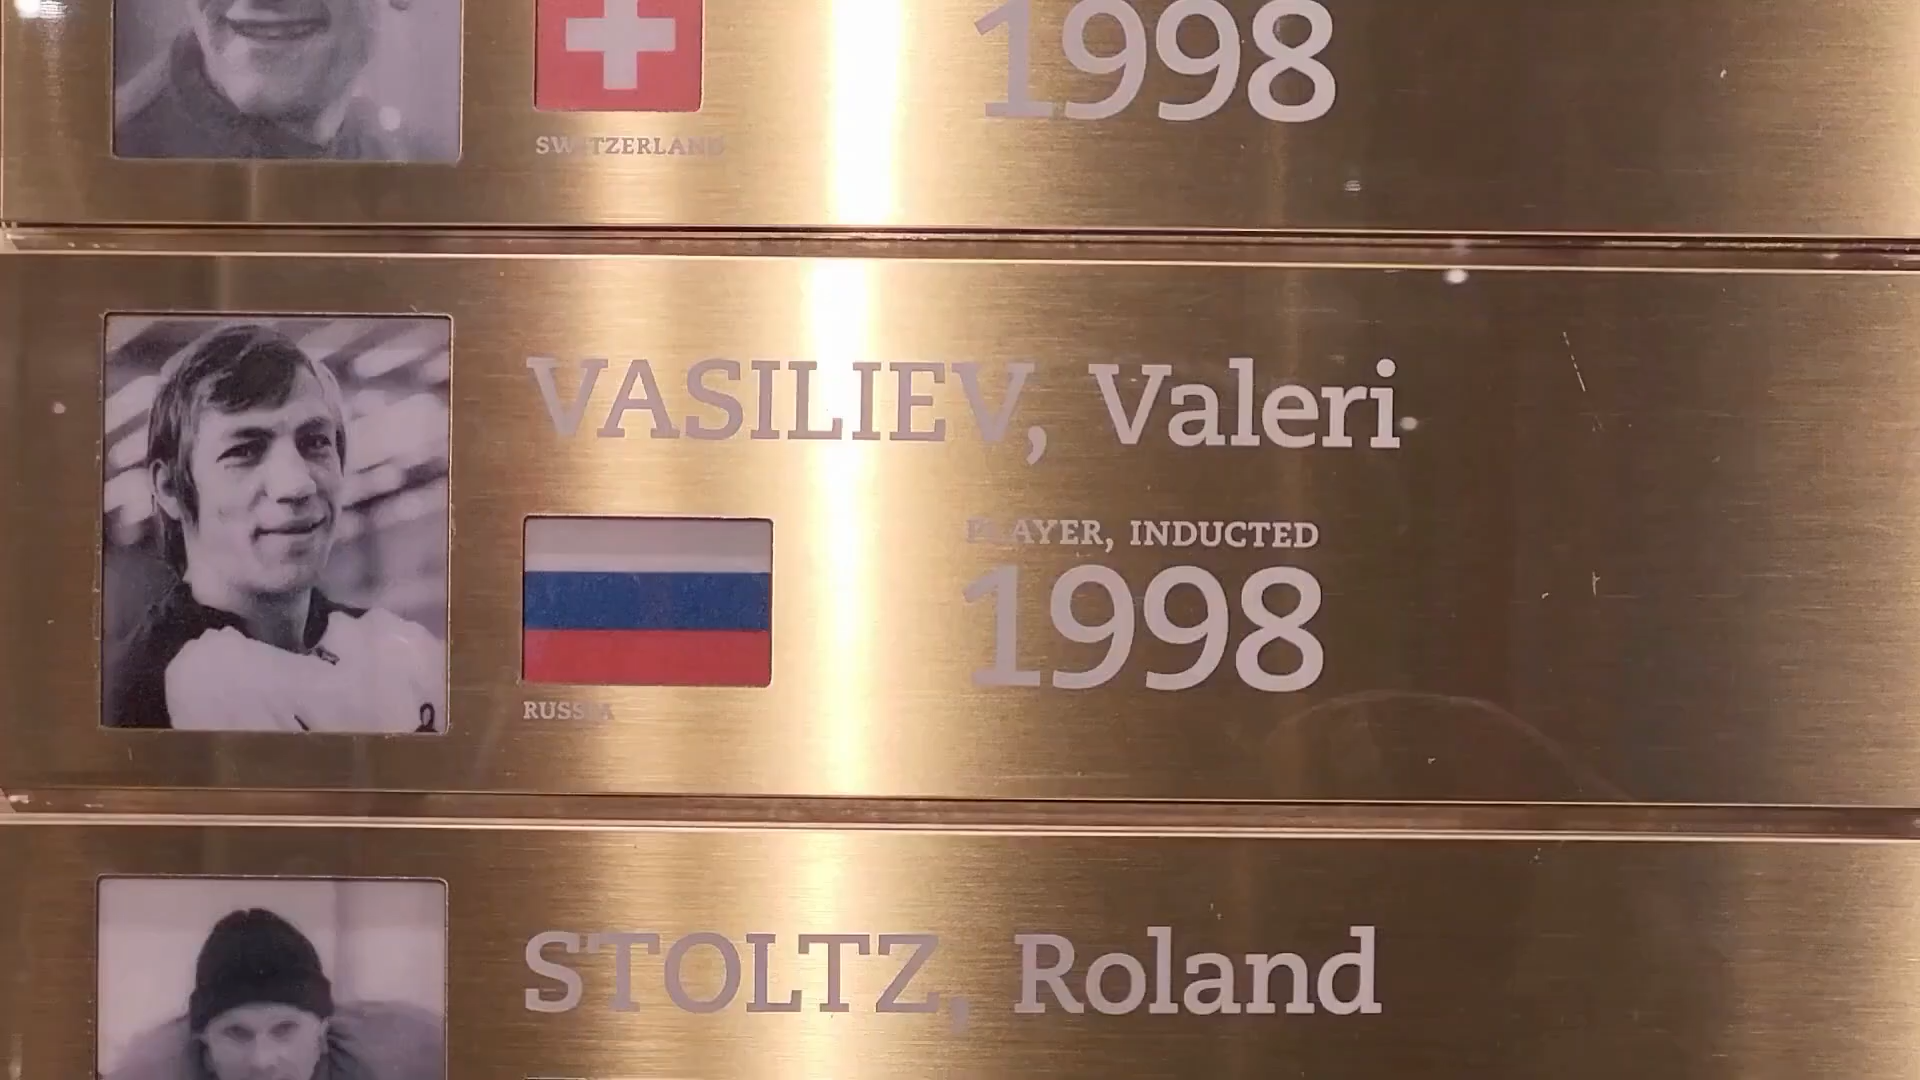 1998
SWITZERLAND
VASILIEV, Valeri
PLAYER, INDUCTED
1998
RUSSIA
STOLTZ, Roland